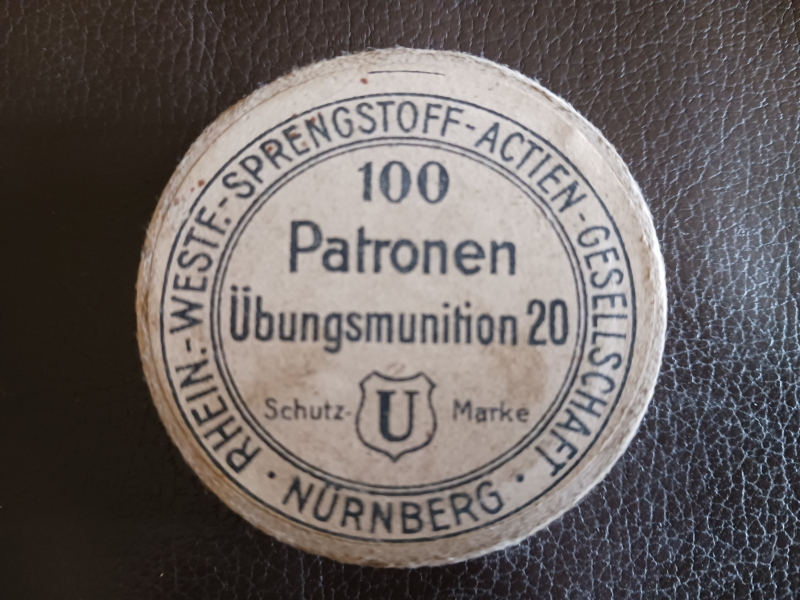 RHEIN.-WESTF.-SPRENGSTOFF-ACTIEN-GESELLSCHAFT
100
Patronen
Übungsmunition 20
Schutz- U Marke
· NÜRNBERG ·